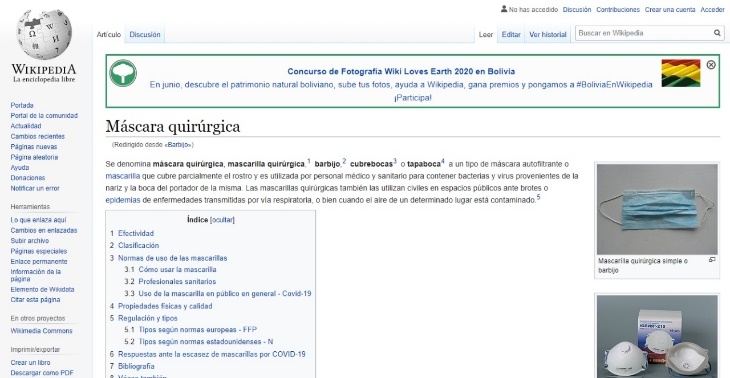 No has accedido Discusión Contribuciones Crear una cuenta Acceder
Artículo Discusión Leer Editar Ver historial Buscar en Wikipedia
WIKIPEDIA
La enciclopedia libre
Portada
Portal de la comunidad
Actualidad
Cambios recientes
Páginas nuevas
Página aleatoria
Ayuda
Donaciones
Notificar un error
Herramientas
Lo que enlaza aquí
Cambios en enlazadas
Subir archivo
Páginas especiales
Enlace permanente
Información de la
página
Elemento de Wikidata
Citar esta página
En otros proyectos
Wikimedia Commons
Imprimir/exportar
Crear un libro
Descargar como PDF
Concurso de Fotografía Wiki Loves Earth 2020 en Bolivia
En junio, descubre el patrimonio natural boliviano, sube tus fotos, ayuda a Wikipedia, gana premios y pongamos a #BoliviaEnWikipedia
¡Participa!
Máscara quirúrgica
(Redirigido desde «Barbijo»)
Se denomina máscara quirúrgica, mascarilla quirúrgica,1 barbijo,2 cubrebocas3 o tapaboca4 a un tipo de máscara autofiltrante o
mascarilla que cubre parcialmente el rostro y es utilizada por personal médico y sanitario para contener bacterias y virus provenientes de la
nariz y la boca del portador de la misma. Las mascarillas quirúrgicas también las utilizan civiles en espacios públicos ante brotes o
epidemias de enfermedades transmitidas por vía respiratoria, o bien cuando el aire de un determinado lugar está contaminado.5
Índice [ocultar]
1 Efectividad
2 Clasificación
3 Normas de uso de las mascarillas
3.1 Cómo usar la mascarilla
3.2 Profesionales sanitarios
3.3 Uso de la mascarilla en público en general - Covid-19
4 Propiedades físicas y calidad
5 Regulación y tipos
5.1 Tipos según normas europeas - FFP
5.2 Tipos según normas estadounidenses - N
6 Respuestas ante la escasez de mascarillas por COVID-19
7 Bibliografía
8 Véase también
Mascarilla quirúrgica simple o
barbijo